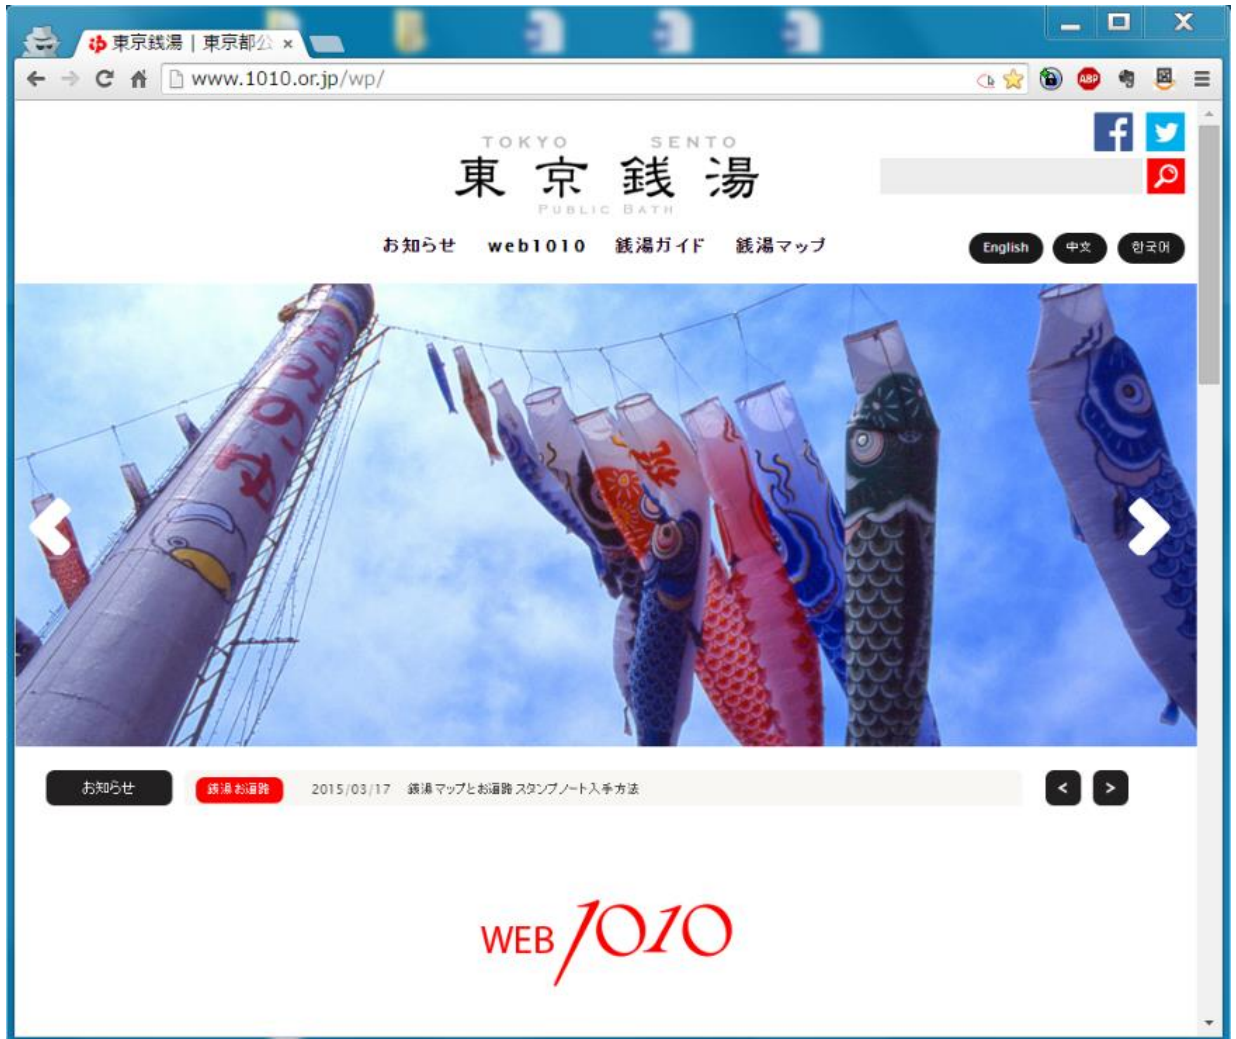 東京銭湯 | 東京都公
www.1010.or.jp/wp/
ABP
TOKYO SENTO
東京銭湯
PUBLIC BATH
お知らせ web1010 銭湯ガイド 銭湯マップ
English 中文 한국어
お知らせ 銭湯お遍路 2015/03/17 銭湯マップとお遍路スタンプノート入手方法
WEB 1010